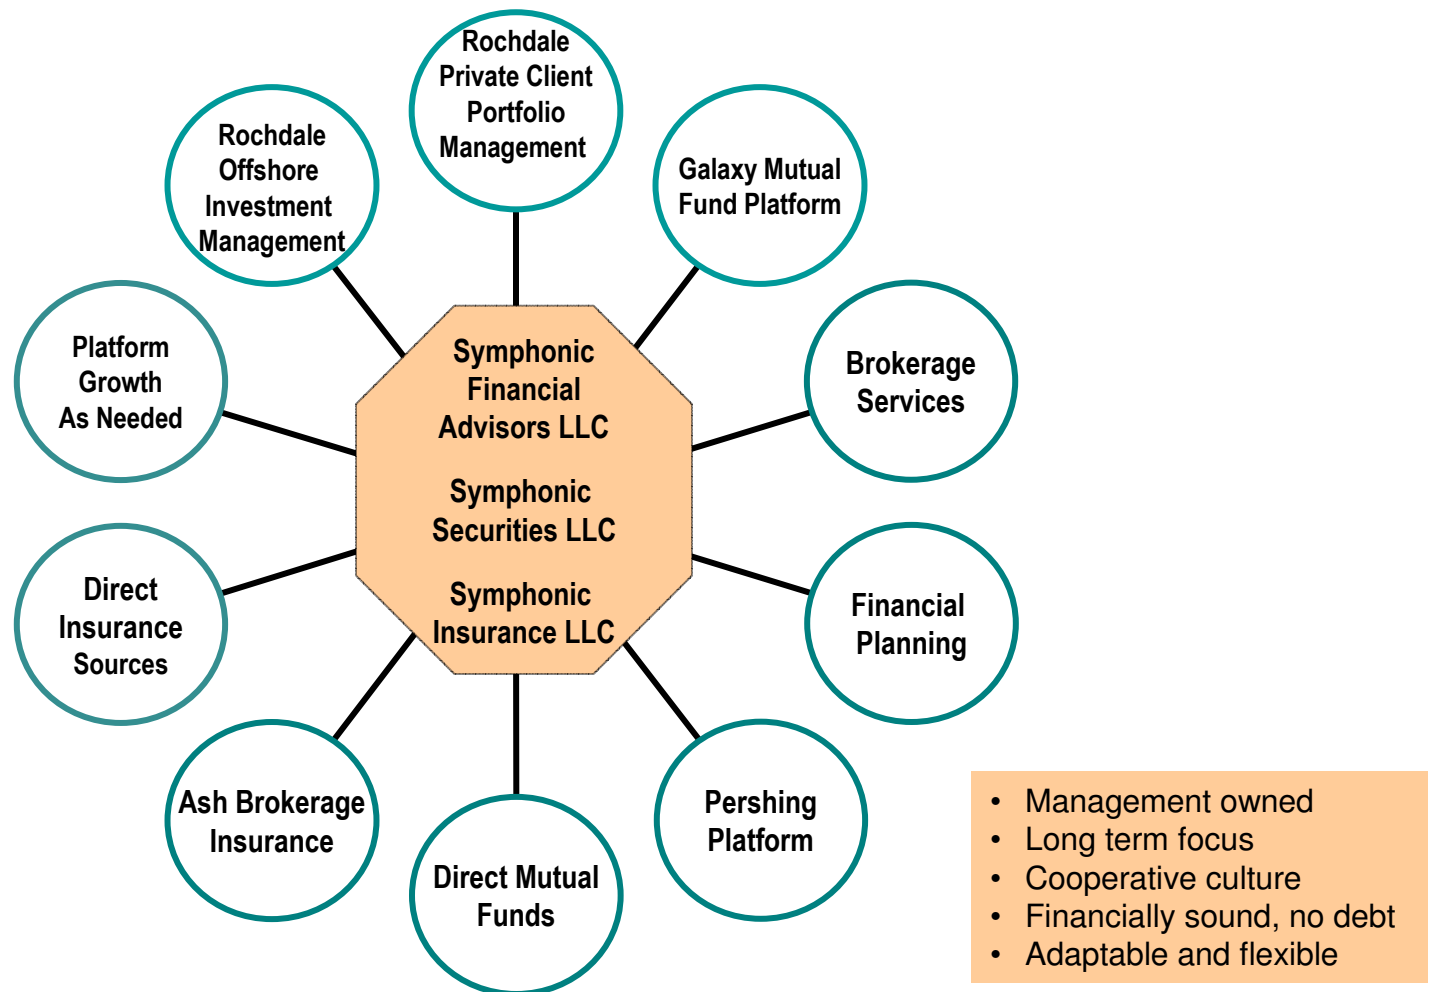 Rochdale
Private Client
Portfolio
Management
Rochdale
Offshore
Investment
Management
Galaxy Mutual
Fund Platform
Platform
Growth
As Needed
Symphonic
Financial
Advisors LLC
Symphonic
Securities LLC
Symphonic
Insurance LLC
Brokerage
Services
Direct
Insurance
Sources
Financial
Planning
Ash Brokerage
Insurance
Direct Mutual
Funds
Pershing
Platform
• Management owned
• Long term focus
• Cooperative culture
• Financially sound, no debt
• Adaptable and flexible